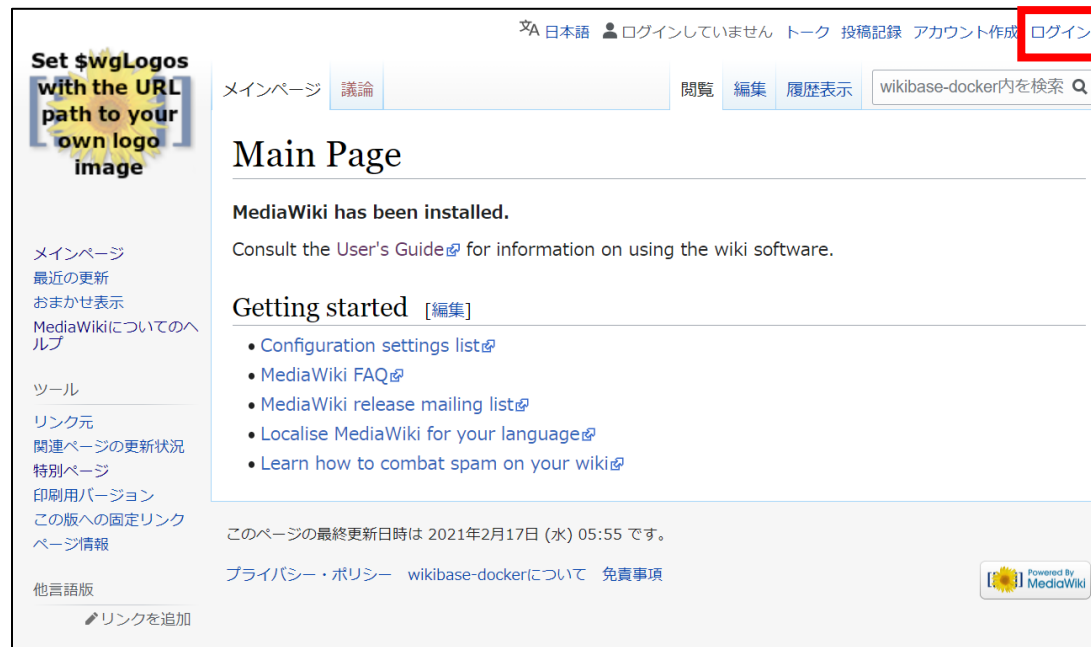 日本語 ログインしていません トーク 投稿記録 アカウント作成 ログイン
Set $wgLogos
with the URL
path to your
own logo
image
メインページ 議論 閲覧 編集 履歴表示 wikibase-docker内を検索
Main Page
MediaWiki has been installed.
Consult the User's Guide for information on using the wiki software.
Getting started [編集]
• Configuration settings list
• MediaWiki FAQ
• MediaWiki release mailing list
• Localise MediaWiki for your language
• Learn how to combat spam on your wiki
メインページ
最近の更新
おまかせ表示
MediaWikiについてのヘ
ルプ
ツール
リンク元
関連ページの更新状況
特別ページ
印刷用バージョン
この版への固定リンク
ページ情報
他言語版
リンクを追加
このページの最終更新日時は 2021年2月17日 (水) 05:55 です。
プライバシー・ポリシー wikibase-dockerについて 免責事項
Powered By
MediaWiki